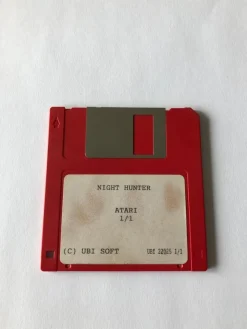 NIGHT HUNTER
ATARI
1/1
(C) UBI SOFT UBI 32025 1/1